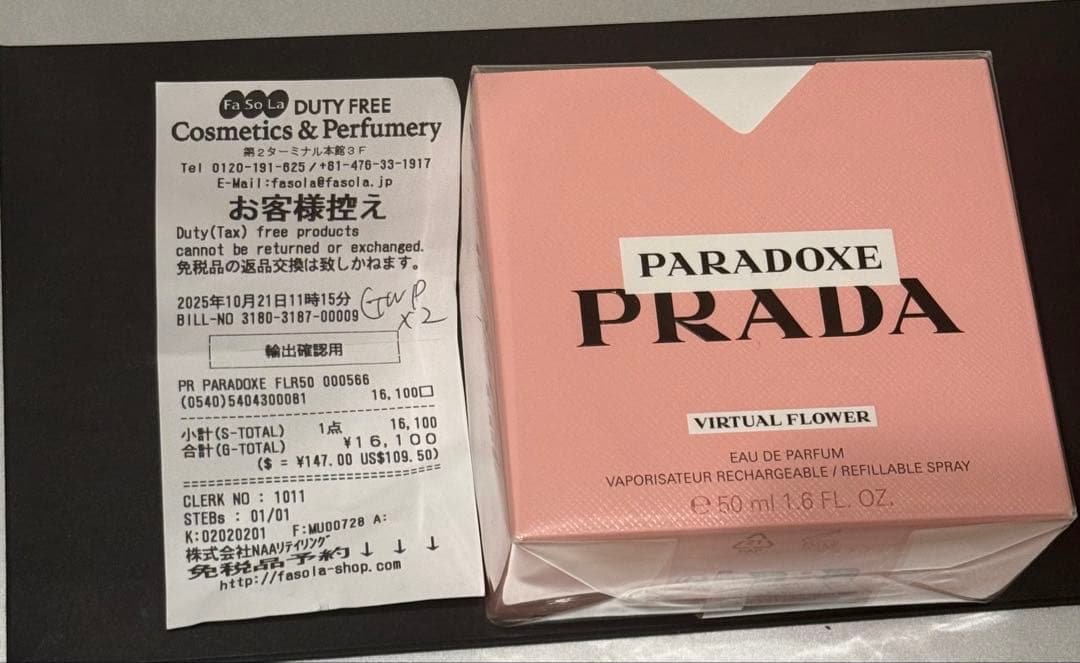 Fa So La DUTY FREE
Cosmetics & Perfumery
第2ターミナル本館3F
Tel 0120-191-625/+81-476-33-1917
E-Mail:fasola@fasola.jp
お客様控え
Duty(Tax) free products
cannot be returned or exchanged.
免税品の返品交換は致しかねます。
2025年10月21日11時15分
BILL-NO 3180-3187-00009
GWP
x2
輸出確認用
PR PARADOXE FLR50 000566
(0540)5404300081 16,100□
小計(S-TOTAL) 1点 16,100
合計(G-TOTAL) ¥16,100
($ = ¥147.00 US$109.50)
CLERK NO : 1011
STEBs : 01/01
K:02020201 F:MU00728 A:
株式会社NAAリテイリング
免税品予約↓ ↓ ↓
http://fasola-shop.com
PARADOXE
PRADA
VIRTUAL FLOWER
EAU DE PARFUM
VAPORISATEUR RECHARGEABLE / REFILLABLE SPRAY
℮ 50 ml 1.6 FL. OZ.